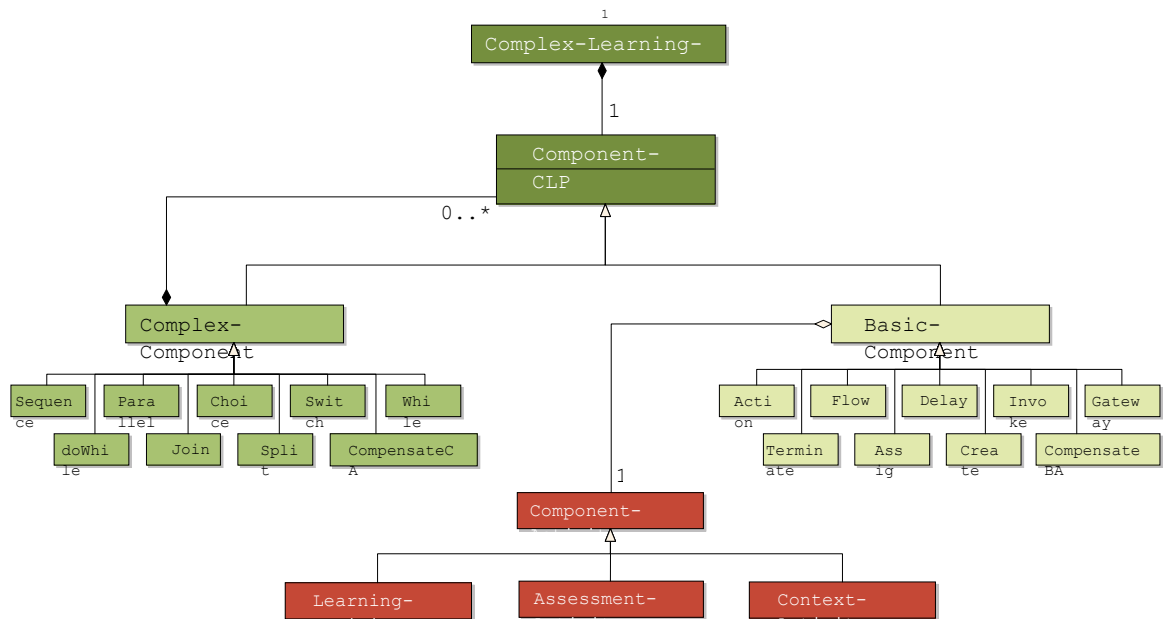 1
Complex-Learning-
1
Component-
CLP
0..*
Complex-
Component
Basic-
Component
Sequen
ce
Para
llel
Choi
ce
Swit
ch
Whi
le
doWhi
le
Join
Spli
t
CompensateC
A
Acti
on
Flow
Delay
Invo
ke
Gatew
ay
Termin
ate
Ass
ig
Crea
te
Compensate
BA
1
Component-
Learning-
Assessment-
Context-